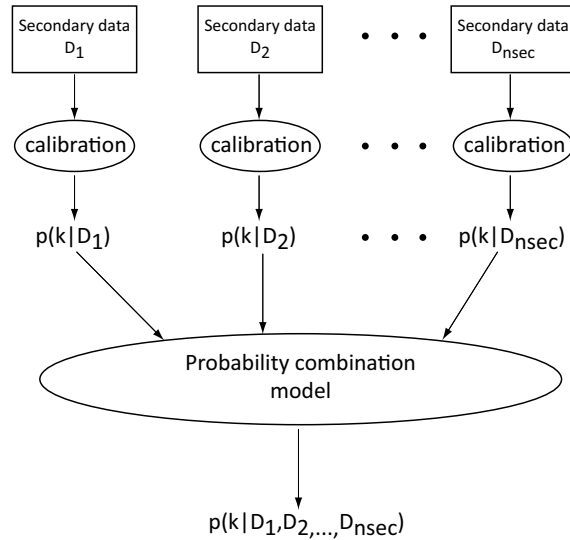 Secondary data
D1
Secondary data
D2
Secondary data
Dnsec
calibration
calibration
calibration
p(k|D1)
p(k|D2)
p(k|Dnsec)
Probability combination
model
p(k|D1,D2,...,Dnsec)